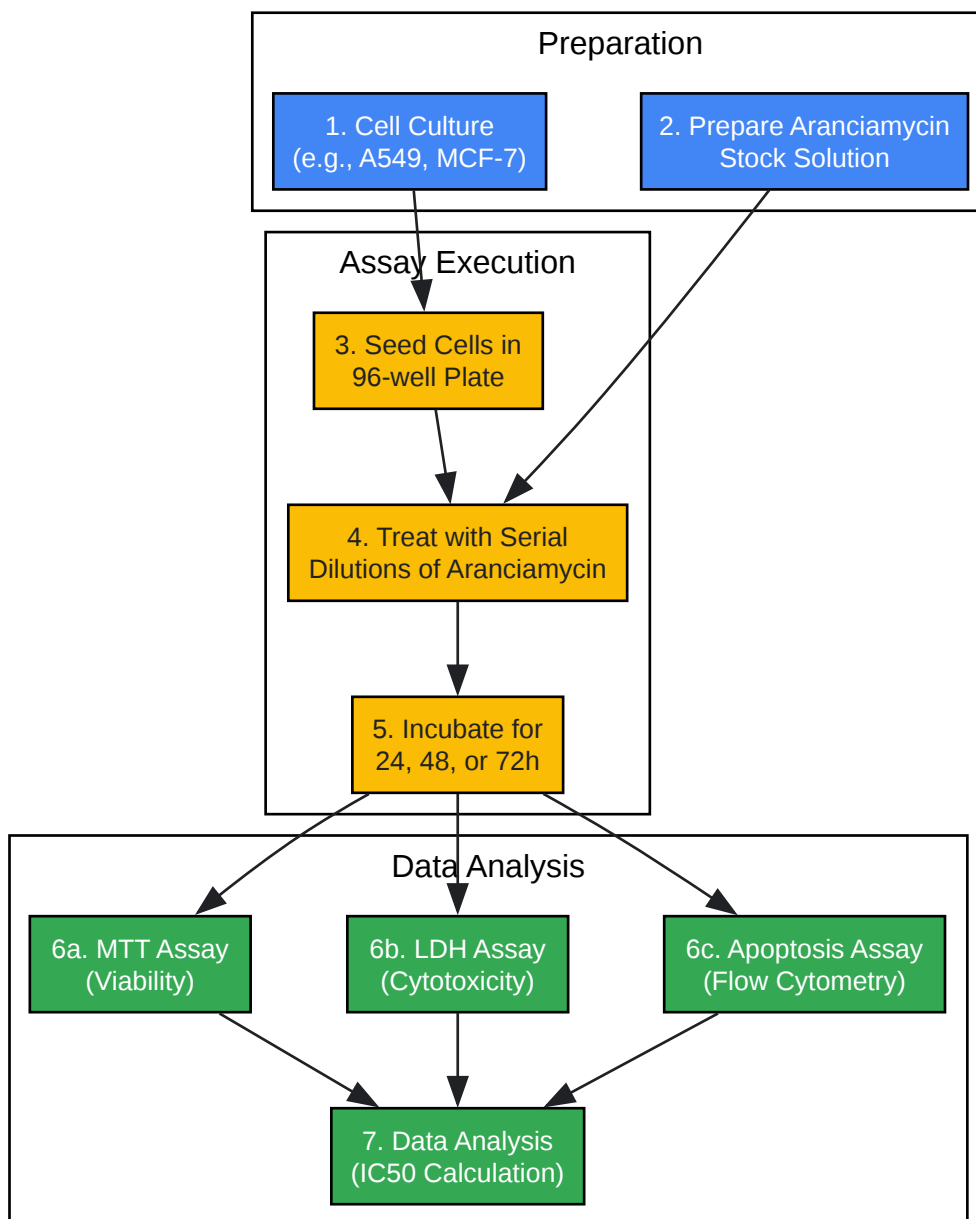 Preparation
1. Cell Culture
(e.g., A549, MCF-7)
2. Prepare Aranciamycin
Stock Solution
Assay Execution
3. Seed Cells in
96-well Plate
4. Treat with Serial
Dilutions of Aranciamycin
5. Incubate for
24, 48, or 72h
Data Analysis
6a. MTT Assay
(Viability)
6b. LDH Assay
(Cytotoxicity)
6c. Apoptosis Assay
(Flow Cytometry)
7. Data Analysis
(IC50 Calculation)